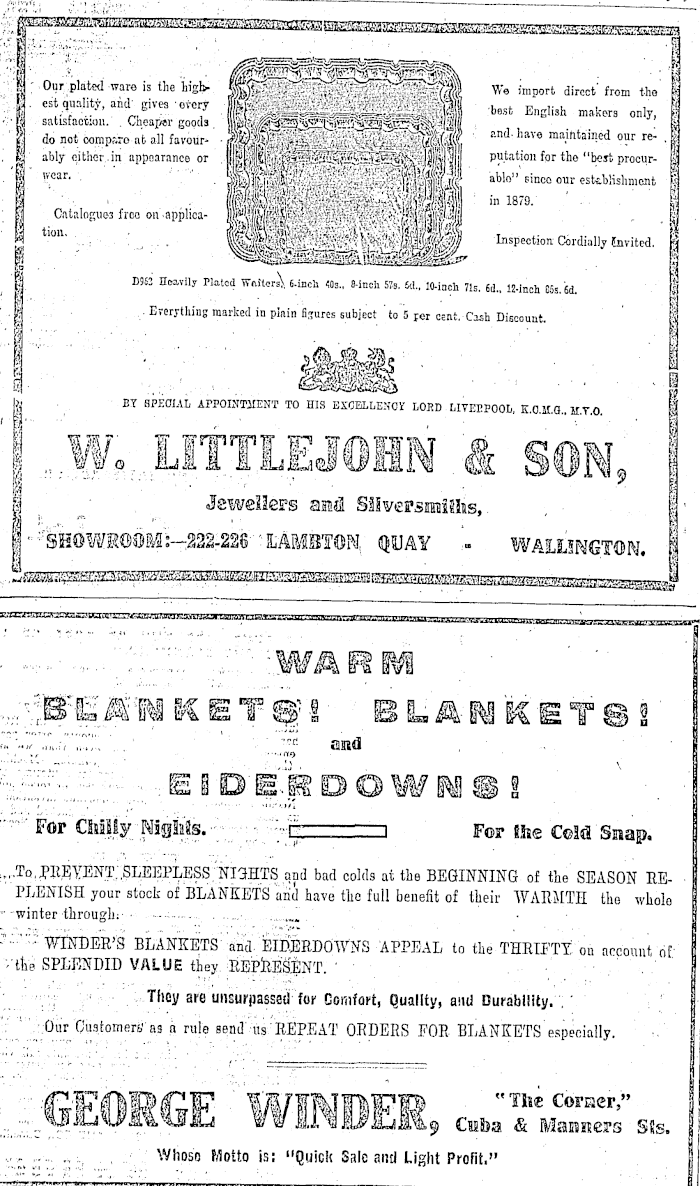 Our plated ware is the high-
est quality, and gives every
satisfaction. Cheaper goods
do not compare at all favour-
ably either in appearance or
wear.
Catalogues free on applica-
tion.
We import direct from the
best English makers only,
and have maintained our re-
putation for the "best procur-
able" since our establishment
in 1879.
Inspection Cordially Invited.
D962 Heavily Plated Waiters, 6-inch 40s., 8-inch 57s. 6d., 10-inch 71s. 6d., 12-inch 85s. 6d.
Everything marked in plain figures subject to 5 per cent. Cash Discount.
BY SPECIAL APPOINTMENT TO HIS EXCELLENCY LORD LIVERPOOL, K.C.M.G., M.V.O.
W. LITTLEJOHN & SON,
Jewellers and Silversmiths,
SHOWROOM:—222-226 LAMBTON QUAY - WALLINGTON.
WARM
BLANKETS! BLANKETS!
and
EIDERDOWNS!
For Chilly Nights. For the Cold Snap.
To PREVENT SLEEPLESS NIGHTS and bad colds at the BEGINNING of the SEASON RE-
PLENISH your stock of BLANKETS and have the full benefit of their WARMTH the whole
winter through.
WINDER'S BLANKETS and EIDERDOWNS APPEAL to the THRIFTY on account of
the SPLENDID VALUE they REPRESENT.
They are unsurpassed for Comfort, Quality, and Durability.
Our Customers as a rule send us REPEAT ORDERS FOR BLANKETS especially.
GEORGE WINDER, "The Corner,"
Cuba & Manners Sts.
Whose Motto is: "Quick Sale and Light Profit."